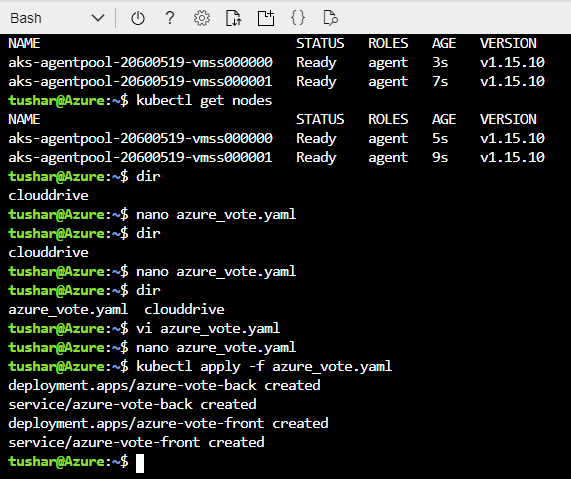 Bash
NAME STATUS ROLES AGE VERSION
aks-agentpool-20600519-vmss000000 Ready agent 3s v1.15.10
aks-agentpool-20600519-vmss000001 Ready agent 7s v1.15.10
tushar@Azure:~$ kubectl get nodes
NAME STATUS ROLES AGE VERSION
aks-agentpool-20600519-vmss000000 Ready agent 5s v1.15.10
aks-agentpool-20600519-vmss000001 Ready agent 9s v1.15.10
tushar@Azure:~$ dir
clouddrive
tushar@Azure:~$ nano azure_vote.yaml
tushar@Azure:~$ dir
clouddrive
tushar@Azure:~$ nano azure_vote.yaml
tushar@Azure:~$ dir
azure_vote.yaml clouddrive
tushar@Azure:~$ vi azure_vote.yaml
tushar@Azure:~$ nano azure_vote.yaml
tushar@Azure:~$ kubectl apply -f azure_vote.yaml
deployment.apps/azure-vote-back created
service/azure-vote-back created
deployment.apps/azure-vote-front created
service/azure-vote-front created
tushar@Azure:~$